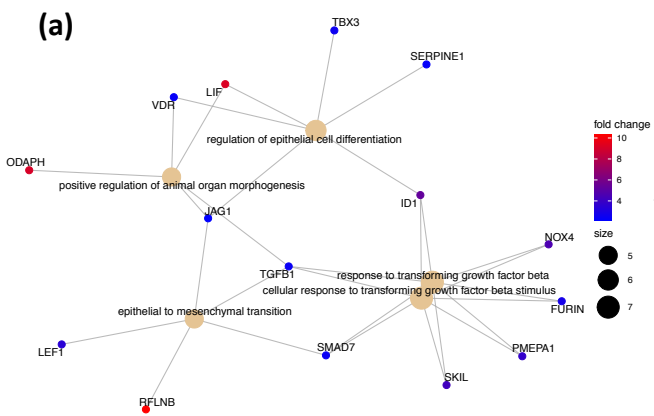 (a)
TBX3
SERPINE1
LIF
VDR
regulation of epithelial cell differentiation
ODAPH
positive regulation of animal organ morphogenesis
ID1
JAG1
NOX4
TGFB1
response to transforming growth factor beta
cellular response to transforming growth factor beta stimulus
FURIN
epithelial to mesenchymal transition
LEF1
SMAD7
PMEPA1
SKIL
RFLNB
fold change
10
8
6
4
size
5
6
7